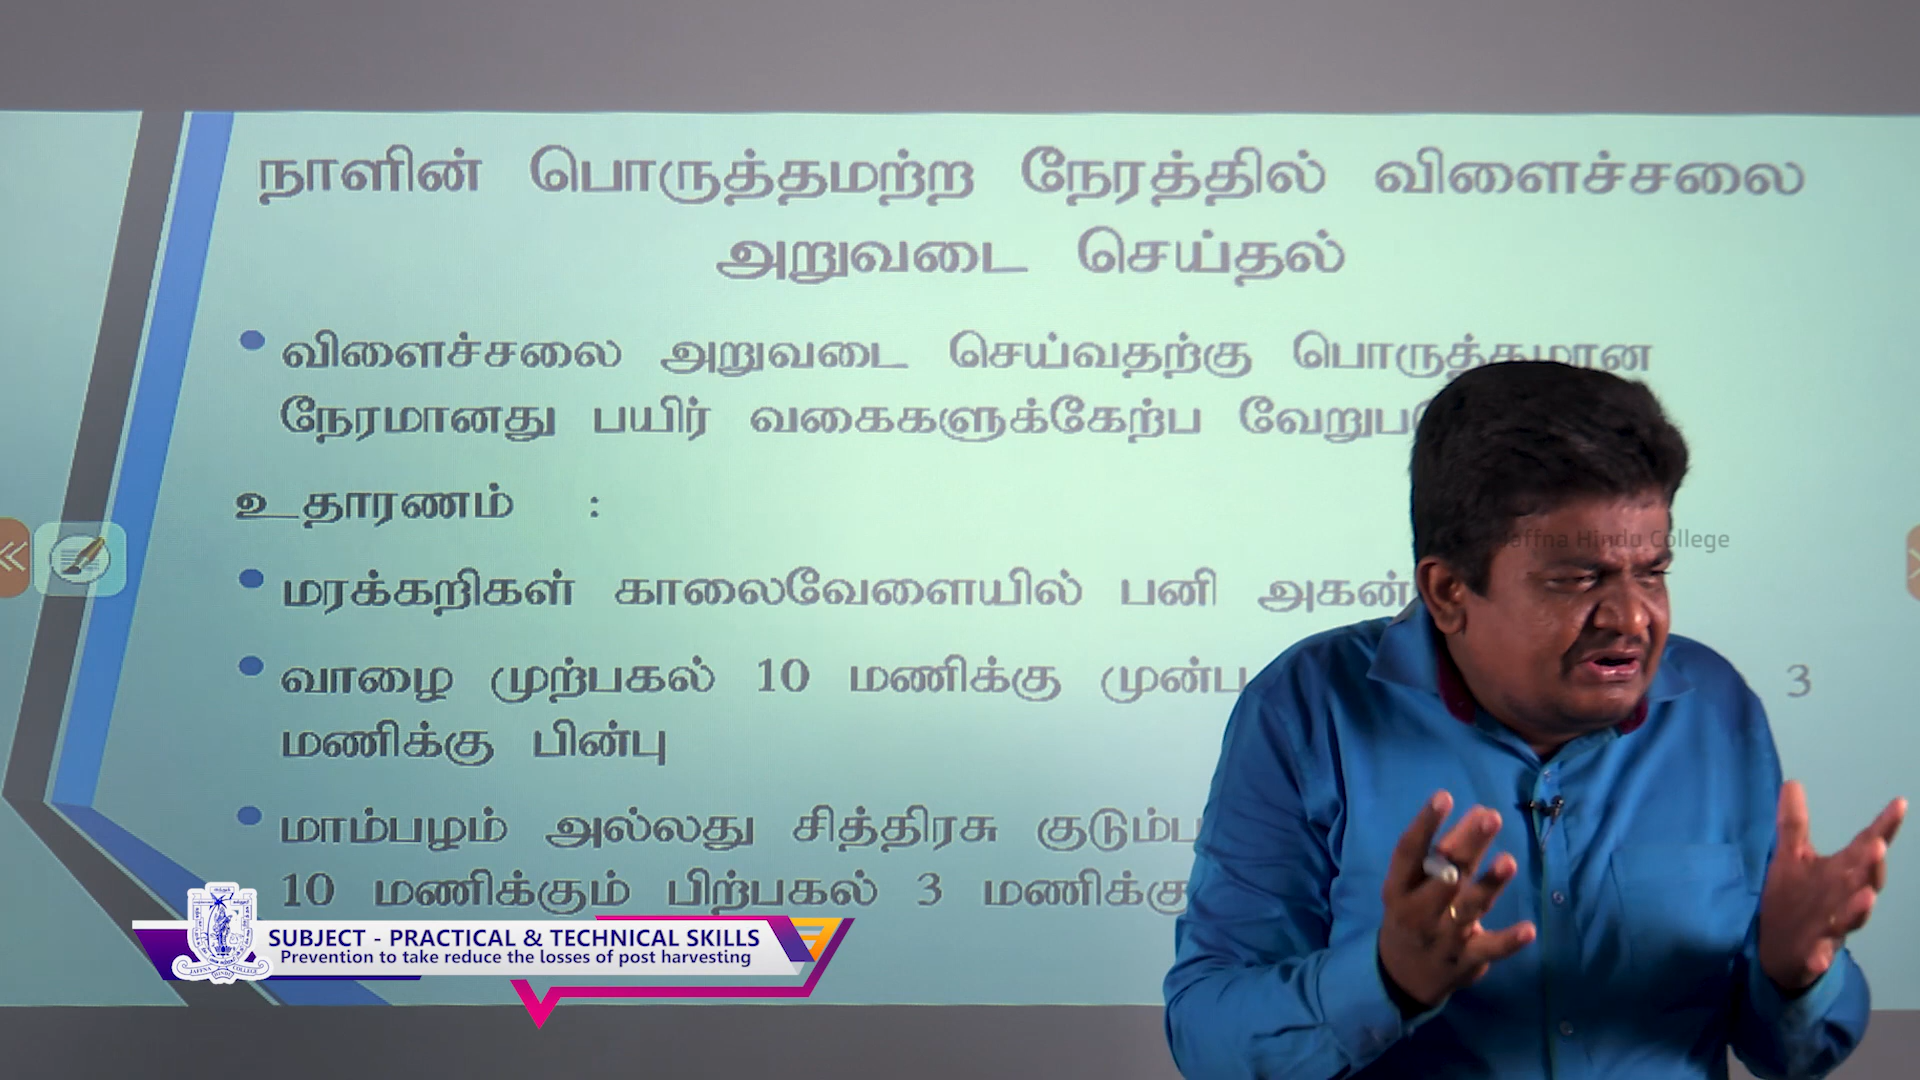 நாளின் பொருத்தமற்ற நேரத்தில் விளைச்சலை
அறுவடை செய்தல்
விளைச்சலை அறுவடை செய்வதற்கு பொருத்தமான
நேரமானது பயிர் வகைகளுக்கேற்ப
உதாரணம் :
மரக்கறிகள் காலைவேளையில் பனி
வாழை முற்பகல் 10 மணிக்கு 3
மணிக்கு பின்பு
மாம்பழம் அல்லது சித்திரசு
10 மணிக்கும் பிற்பகல் 3 மணிக்கு
Jaffna Hindu College
SUBJECT - PRACTICAL & TECHNICAL SKILLS
Prevention to take reduce the losses of post harvesting